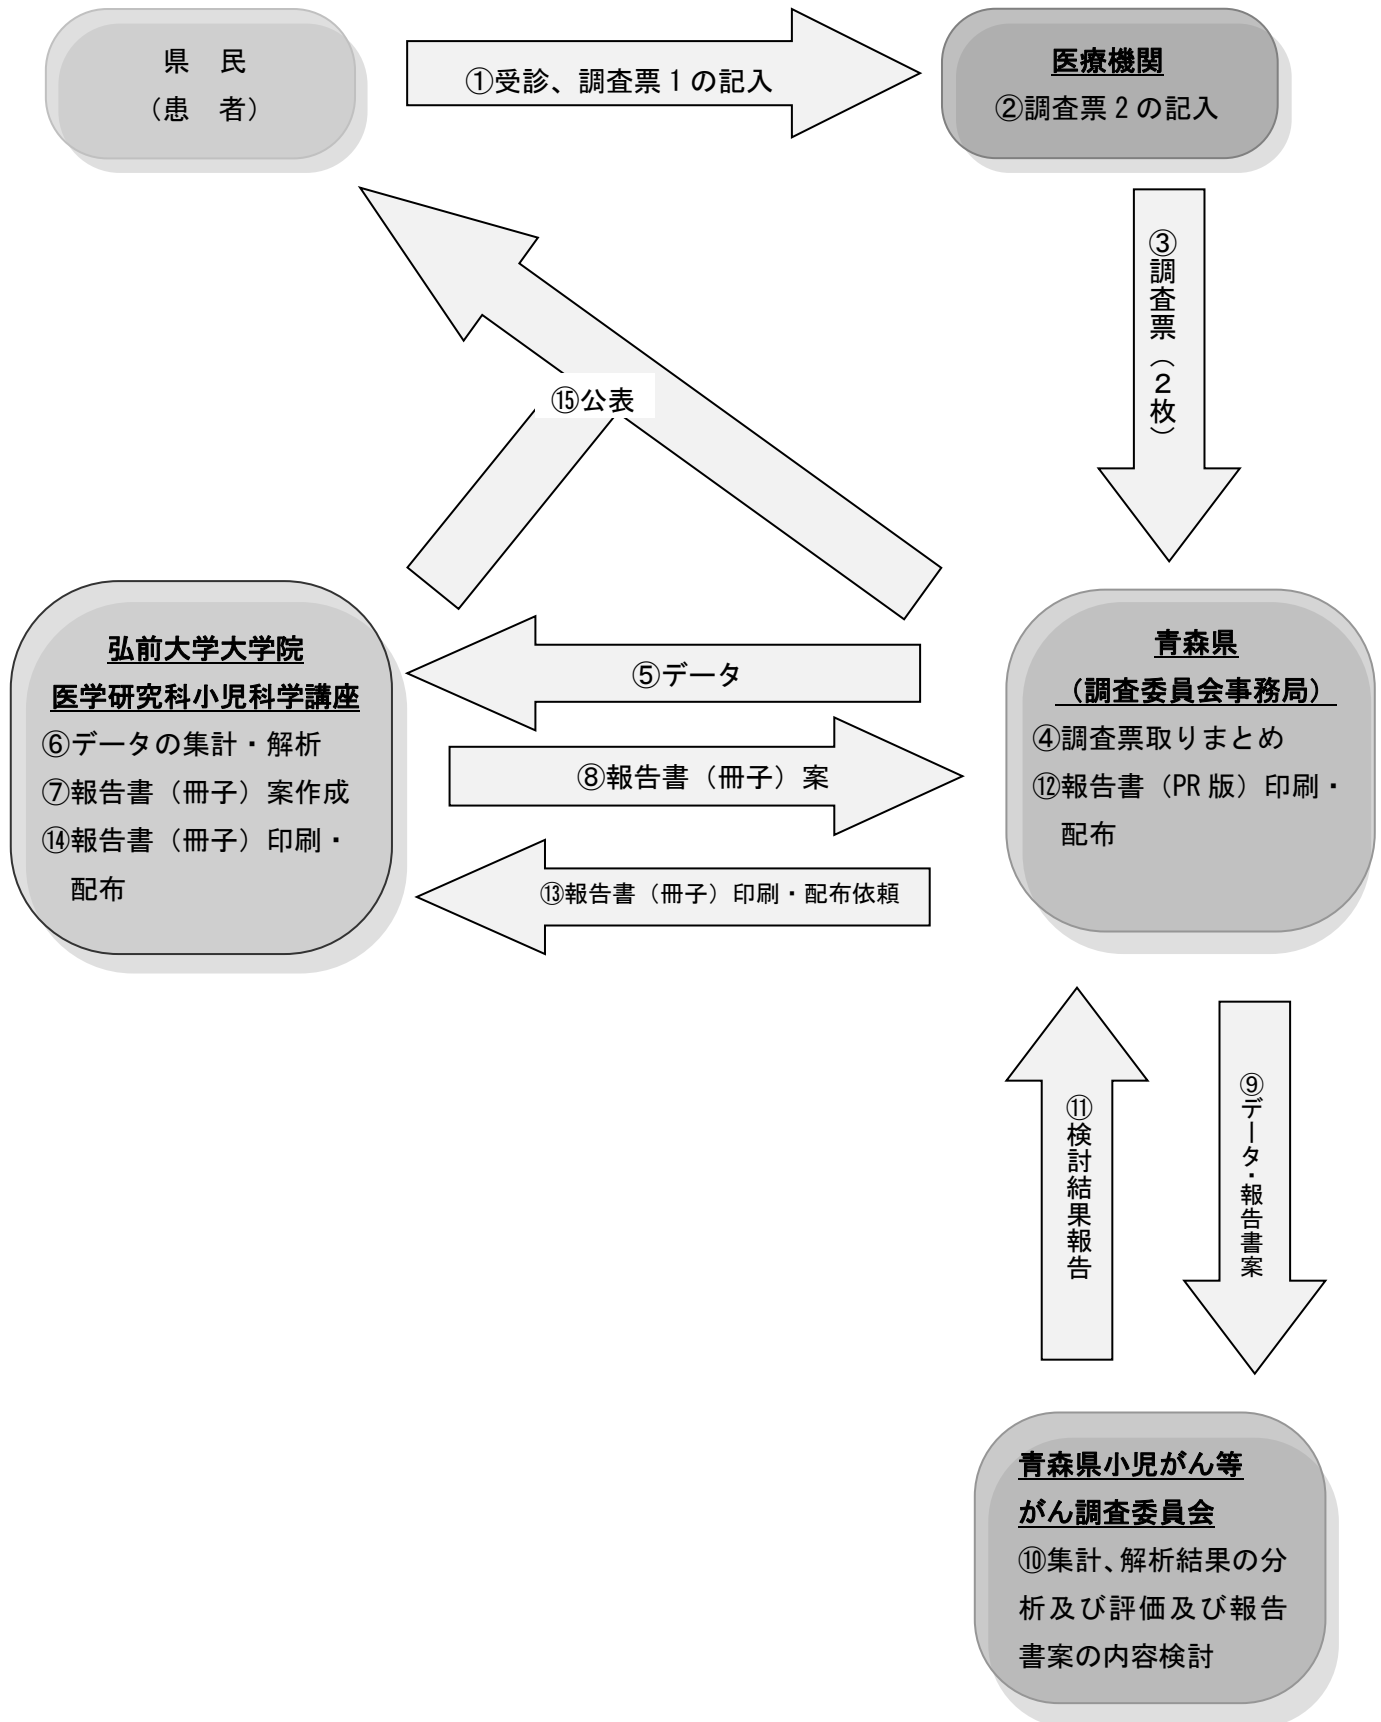 県　民
（患　者）
①受診、調査票１の記入
医療機関
②調査票２の記入
③調査票（２枚）
⑮公表
弘前大学大学院
医学研究科小児科学講座
⑥データの集計・解析
⑦報告書（冊子）案作成
⑭報告書（冊子）印刷・
配布
⑤データ
⑧報告書（冊子）案
⑬報告書（冊子）印刷・配布依頼
青森県
（調査委員会事務局）
④調査票取りまとめ
⑫報告書（PR版）印刷・
配布
⑪検討結果報告
⑨データ・報告書案
青森県小児がん等
がん調査委員会
⑩集計、解析結果の分
析及び評価及び報告
書案の内容検討